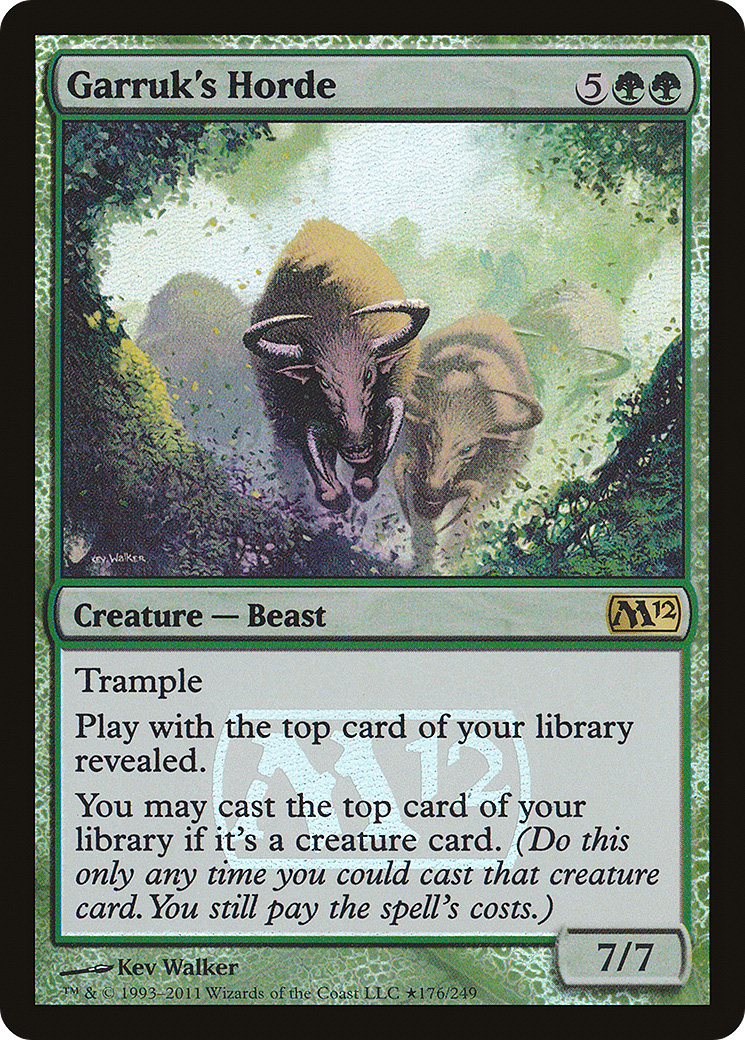 Garruk's Horde 5
Kev. Walker
Creature — Beast M12
Trample
Play with the top card of your library
revealed.
M12
You may cast the top card of your
library if it's a creature card. (Do this
only any time you could cast that creature
card. You still pay the spell's costs.)
7/7
Kev Walker
™ & © 1993–2011 Wizards of the Coast LLC ★176/249